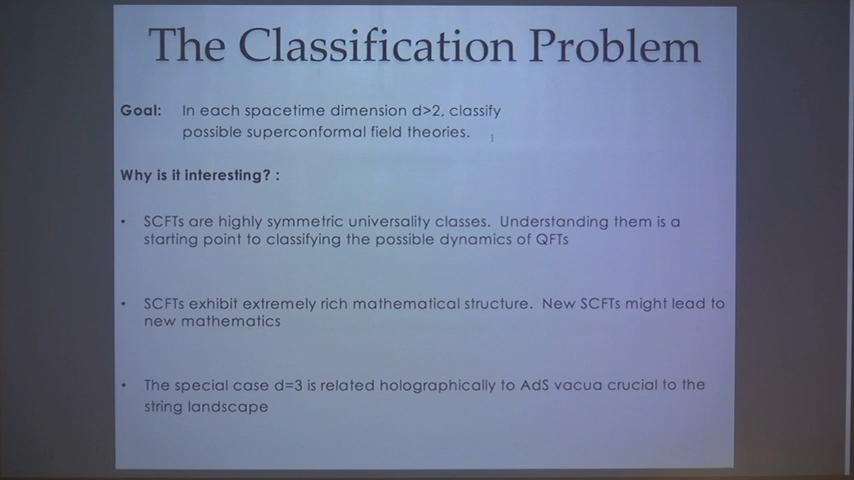 The Classification Problem
Goal: In each spacetime dimension d>2, classify
possible superconformal field theories.
Why is it interesting? :
• SCFTs are highly symmetric universality classes. Understanding them is a
starting point to classifying the possible dynamics of QFTs
• SCFTs exhibit extremely rich mathematical structure. New SCFTs might lead to
new mathematics
• The special case d=3 is related holographically to AdS vacua crucial to the
string landscape